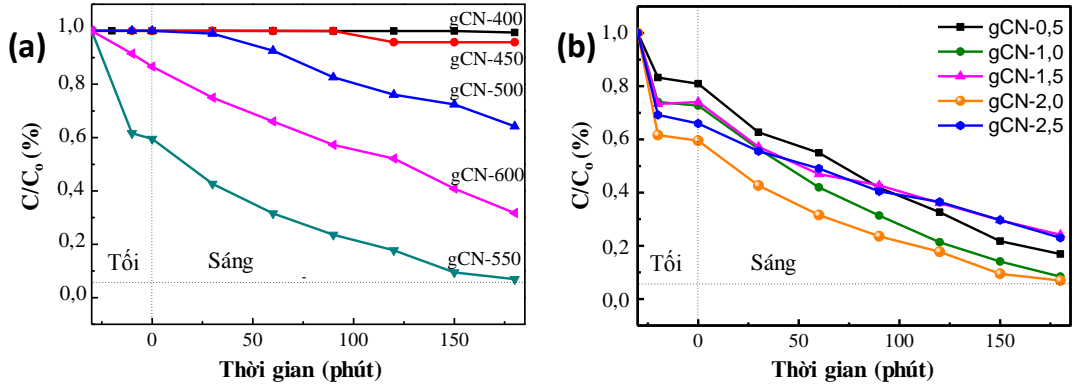 (a)
C/Co (%)
1,0
0,8
0,6
0,4
0,2
0,0
gCN-400
gCN-450
gCN-500
gCN-600
gCN-550
Tối
Sáng
0
50
100
150
Thời gian (phút)
(b)
C/Co (%)
1,0
0,8
0,6
0,4
0,2
0,0
gCN-0,5
gCN-1,0
gCN-1,5
gCN-2,0
gCN-2,5
Tối
Sáng
0
50
100
150
Thời gian (phút)